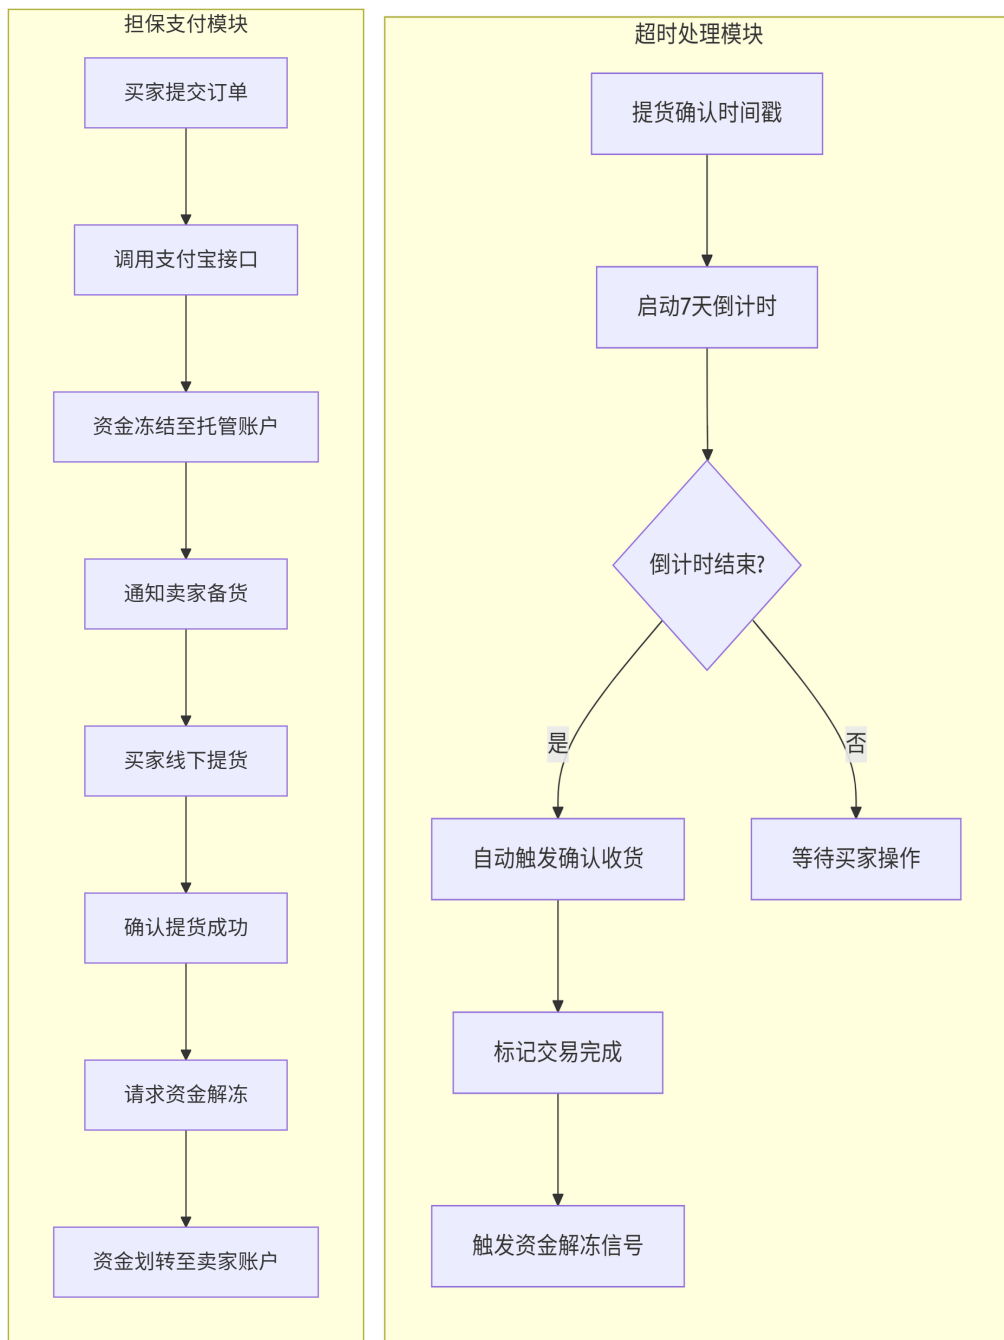 担保支付模块
买家提交订单
调用支付宝接口
资金冻结至托管账户
通知卖家备货
买家线下提货
确认提货成功
请求资金解冻
资金划转至卖家账户
超时处理模块
提货确认时间戳
启动7天倒计时
倒计时结束?
是
否
自动触发确认收货
等待买家操作
标记交易完成
触发资金解冻信号